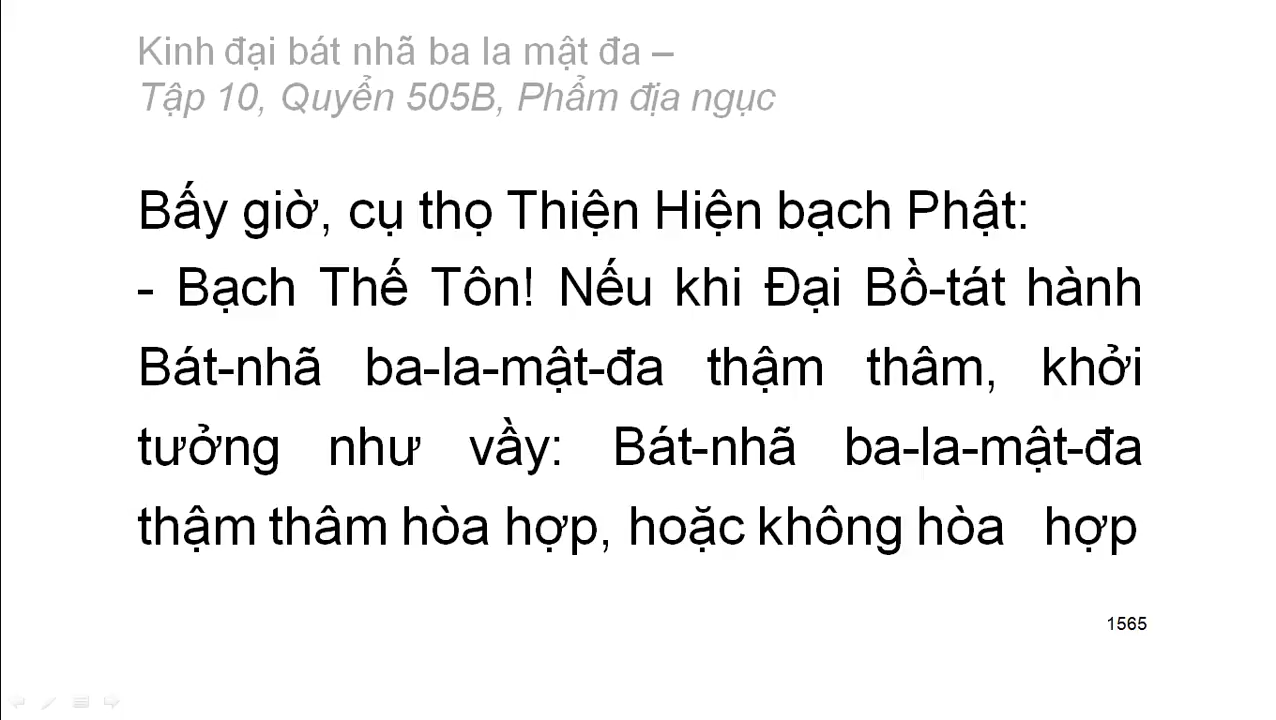 Kinh đại bát nhã ba la mật đa –
Tập 10, Quyển 505B, Phẩm địa ngục
Bấy giờ, cụ thọ Thiện Hiện bạch Phật:
- Bạch Thế Tôn! Nếu khi Đại Bồ-tát hành
Bát-nhã ba-la-mật-đa thậm thâm, khởi
tưởng như vầy: Bát-nhã ba-la-mật-đa
thậm thâm hòa hợp, hoặc không hòa hợp
1565